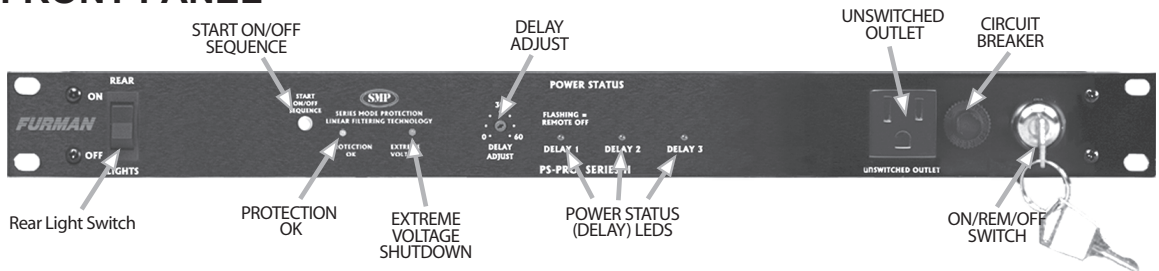 FRONT PANEL
START ON/OFF
SEQUENCE
DELAY
ADJUST
UNSWITCHED
OUTLET
CIRCUIT
BREAKER
REAR
ON
FURMAN
OFF
LIGHTS
START
ON/OFF
SEQUENCE
SMP
SERIES MODE PROTECTION
LINEAR FILTERING TECHNOLOGY
PROTECTION
OK
EXTREME
30
0
60
DELAY
ADJUST
POWER STATUS
FLASHING =
REMOTE OFF
DELAY 1
DELAY 2
DELAY 3
PS-PRO SERIES II
UNSWITCHED OUTLET
Rear Light Switch
PROTECTION
OK
EXTREME
VOLTAGE
SHUTDOWN
POWER STATUS
(DELAY) LEDS
ON/REM/OFF
SWITCH